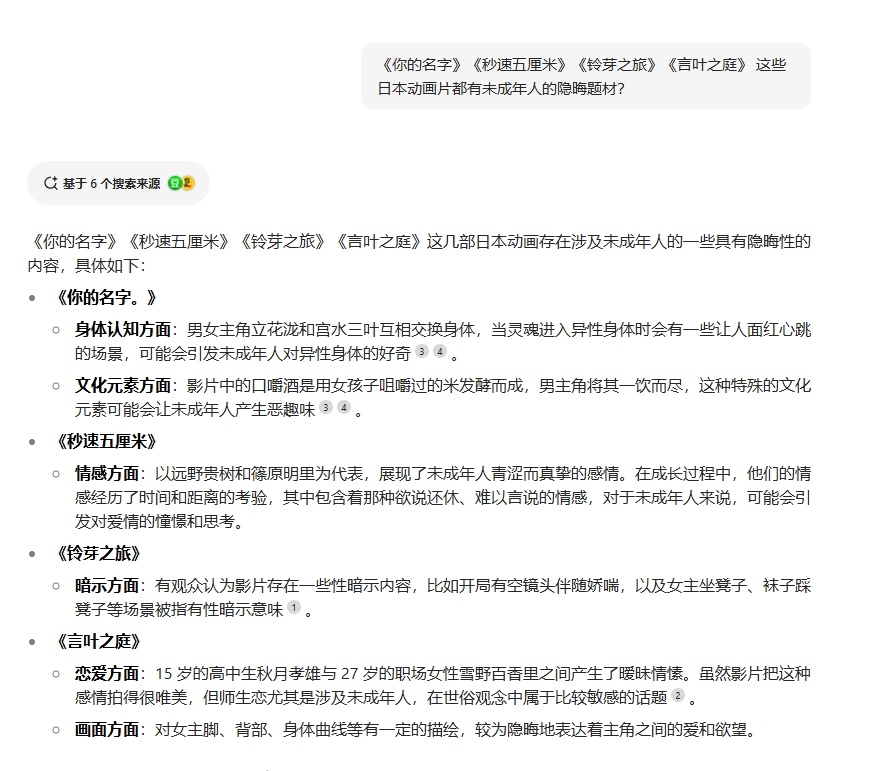 《你的名字》《秒速五厘米》《铃芽之旅》《言叶之庭》 这些
日本动画片都有未成年人的隐晦题材？
基于 6 个搜索来源
《你的名字》《秒速五厘米》《铃芽之旅》《言叶之庭》这几部日本动画存在涉及未成年人的一些具有隐晦性的
内容，具体如下：
《你的名字。》
身体认知方面：男女主角立花泷和宫水三叶互相交换身体，当灵魂进入异性身体时会有一些让人面红心跳
的场景，可能会引发未成年人对异性身体的好奇 3 4 。
文化元素方面：影片中的口嚼酒是用女孩子咀嚼过的米发酵而成，男主角将其一饮而尽，这种特殊的文化
元素可能会让未成年人产生恶趣味 3 4 。
《秒速五厘米》
情感方面：以远野贵树和篠原明里为代表，展现了未成年人青涩而真挚的感情。在成长过程中，他们的情
感经历了时间和距离的考验，其中包含着那种欲说还休、难以言说的情感，对于未成年人来说，可能会引
发对爱情的憧憬和思考。
《铃芽之旅》
暗示方面：有观众认为影片存在一些性暗示内容，比如开局有空镜头伴随娇喘，以及女主坐凳子、袜子踩
凳子等场景被指有性暗示意味 1 。
《言叶之庭》
恋爱方面：15 岁的高中生秋月孝雄与 27 岁的职场女性雪野百香里之间产生了暧昧情愫。虽然影片把这种
感情拍得很唯美，但师生恋尤其是涉及未成年人，在世俗观念中属于比较敏感的话题 2 。
画面方面：对女主脚、背部、身体曲线等有一定的描绘，较为隐晦地表达着主角之间的爱和欲望。